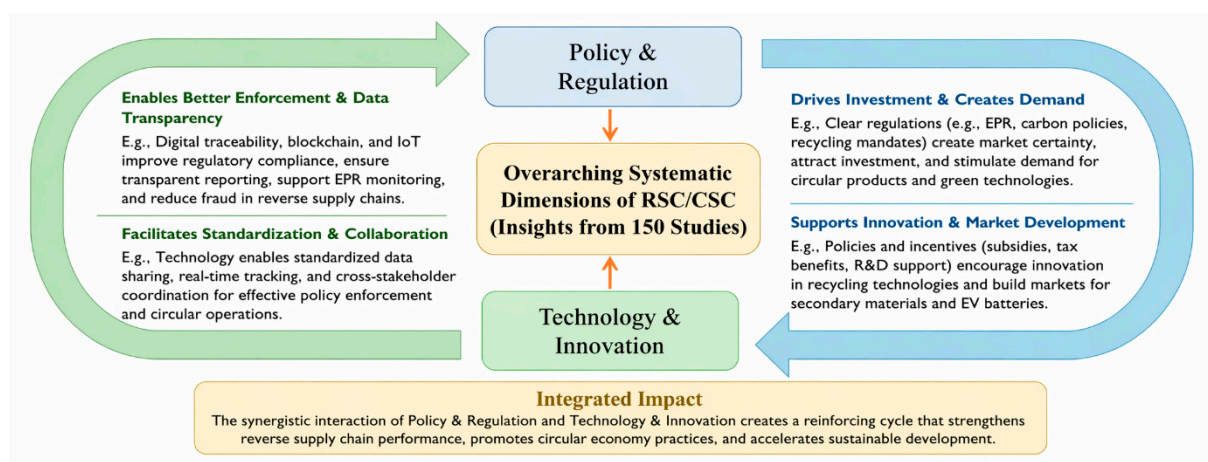 Policy &
Regulation
Enables Better Enforcement & Data
Transparency
E.g., Digital traceability, blockchain, and IoT
improve regulatory compliance, ensure
transparent reporting, support EPR monitoring,
and reduce fraud in reverse supply chains.
Facilitates Standardization & Collaboration
E.g., Technology enables standardized data
sharing, real-time tracking, and cross-stakeholder
coordination for effective policy enforcement
and circular operations.
Overarching Systematic
Dimensions of RSC/CSC
(Insights from 150 Studies)
Technology &
Innovation
Drives Investment & Creates Demand
E.g., Clear regulations (e.g., EPR, carbon policies,
recycling mandates) create market certainty,
attract investment, and stimulate demand for
circular products and green technologies.
Supports Innovation & Market Development
E.g., Policies and incentives (subsidies, tax
benefits, R&D support) encourage innovation
in recycling technologies and build markets for
secondary materials and EV batteries.
Integrated Impact
The synergistic interaction of Policy & Regulation and Technology & Innovation creates a reinforcing cycle that strengthens
reverse supply chain performance, promotes circular economy practices, and accelerates sustainable development.